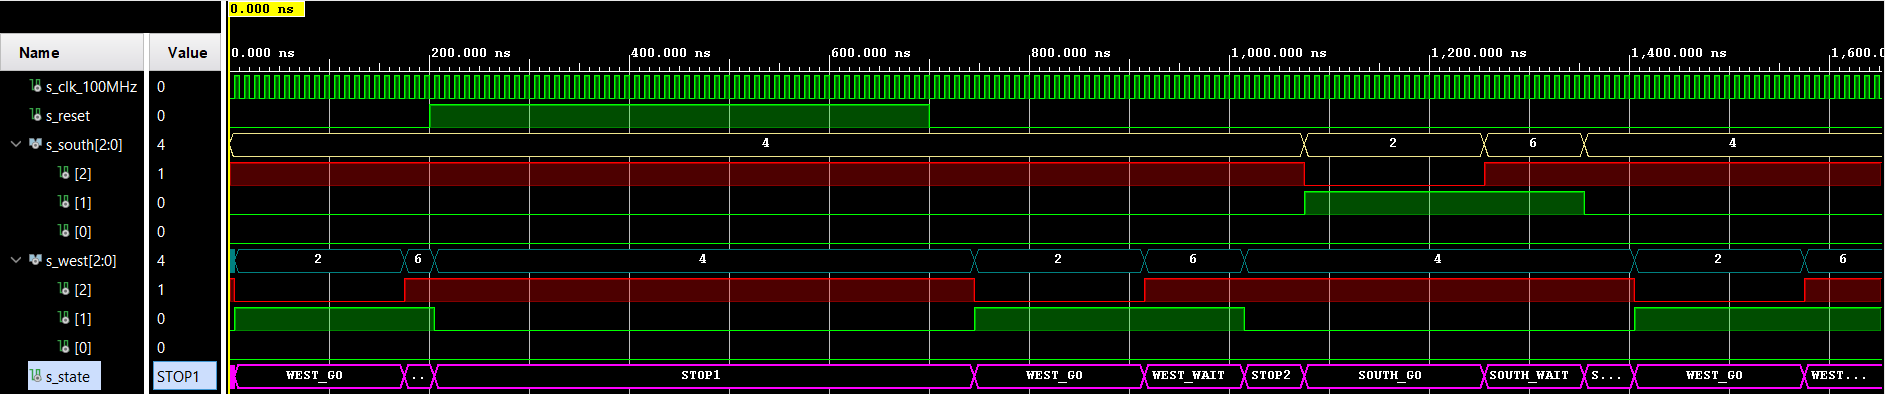 0.000 ns
Name Value
0.000 ns 200.000 ns 400.000 ns 600.000 ns 800.000 ns 1,000.000 ns 1,200.000 ns 1,400.000 ns 1,600.0
s_clk_100MHz 0
s_reset 0
s_south[2:0] 4 4 2 6 4
[2] 1
[1] 0
[0] 0
s_west[2:0] 4 2 6 4 2 6 4 2 6
[2] 1
[1] 0
[0] 0
s_state STOP1 WEST_GO .. STOP1 WEST_GO WEST_WAIT STOP2 SOUTH_GO SOUTH_WAIT S... WEST_GO WEST...